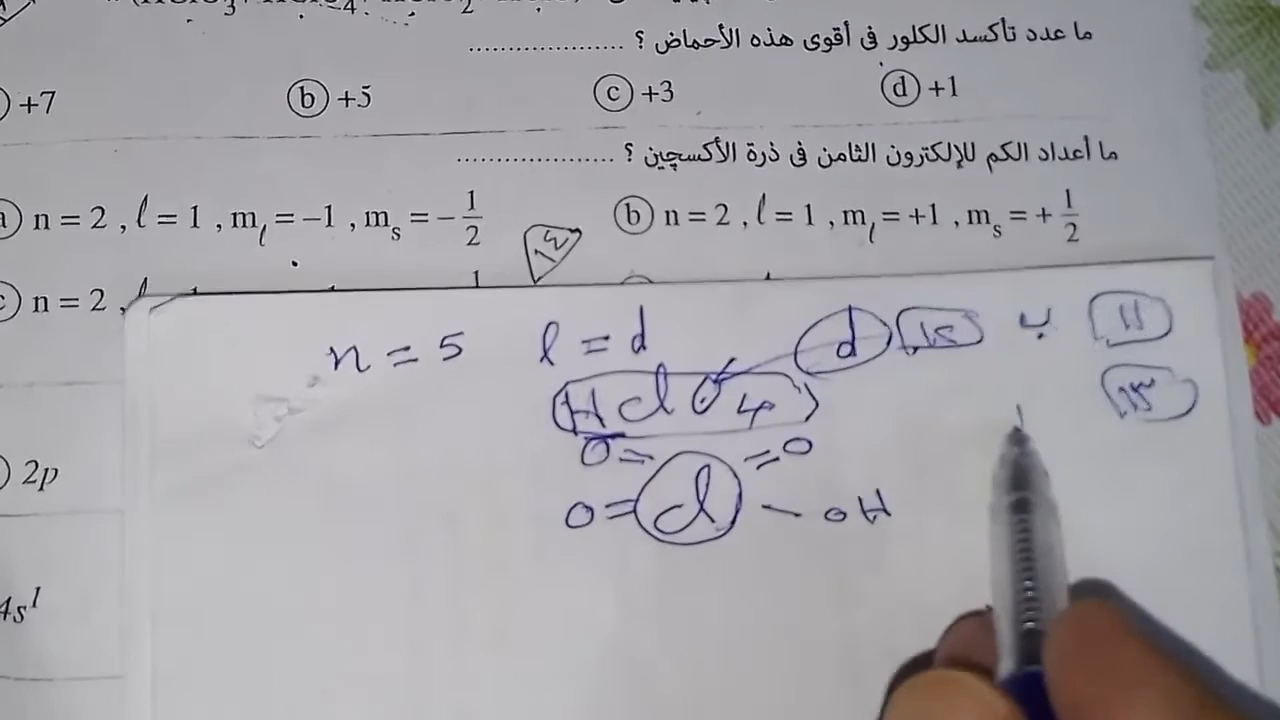 ما عدد تأكسد الكلور فى أقوى هذه الأحماض ؟ ....................
+7 ⓑ +5 ⓒ +3 ⓓ +1
ما أعداد الكم للإلكترون الثامن فى ذرة الأكسچين ؟ ....................
n = 2 , ℓ = 1 , mℓ = −1 , ms = −1/2 ⓑ n = 2 , ℓ = 1 , mℓ = +1 , ms = +1/2
ⓒ n = 2 ,
2p
4s¹
n = 5 ℓ = d
d ب 11
HClO4
O= =O
O= Cl − OH